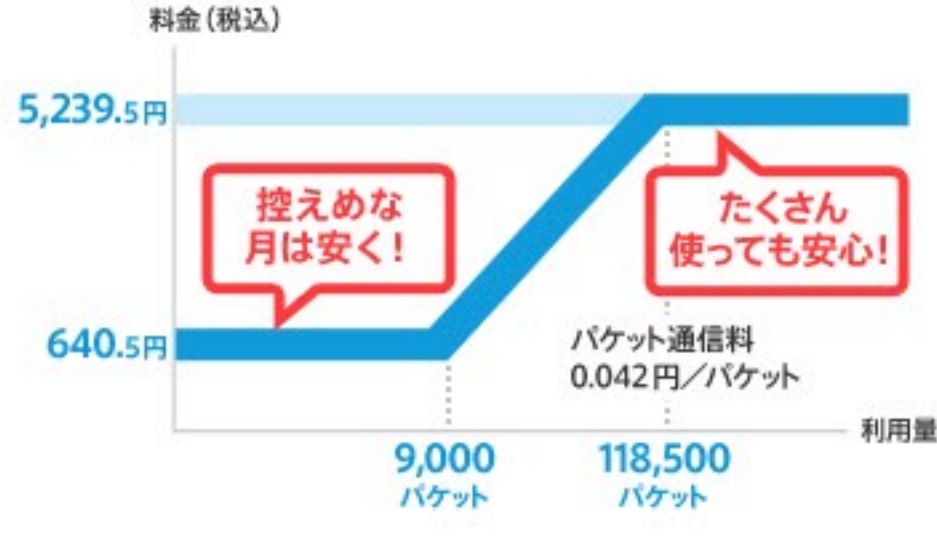 料金（税込）
5,239.5円
控えめな
月は安く！
たくさん
使っても安心！
640.5円
パケット通信料
0.042円／パケット
利用量
9,000
パケット
118,500
パケット